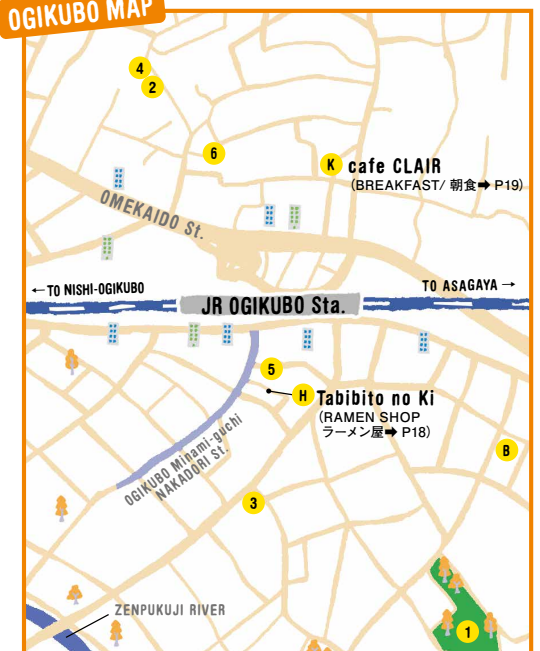 OGIKUBO MAP
4
2
6
K cafe CLAIR
(BREAKFAST/ 朝食➡ P19)
OMEKAIDO St.
←TO NISHI-OGIKUBO
TO ASAGAYA →
JR OGIKUBO Sta.
5
H Tabibito no Ki
(RAMEN SHOP
ラーメン屋➡ P18)
OGIKUBO Minami-guchi
NAKADORI St.
B
3
ZENPUKUJI RIVER
1